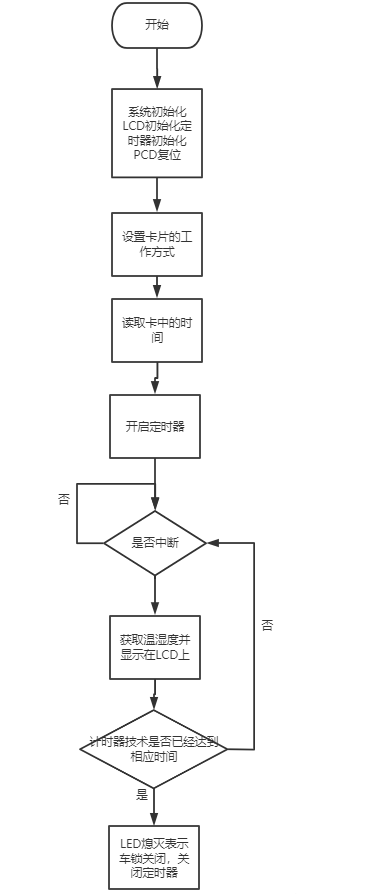 开始
系统初始化
LCD初始化定
时器初始化
PCD复位
设置卡片的工
作方式
读取卡中的时
间
开启定时器
否
是否中断
获取温湿度并
显示在LCD上
否
计时器技术是否已经达到
相应时间
是
LED熄灭表示
车锁关闭，关
闭定时器